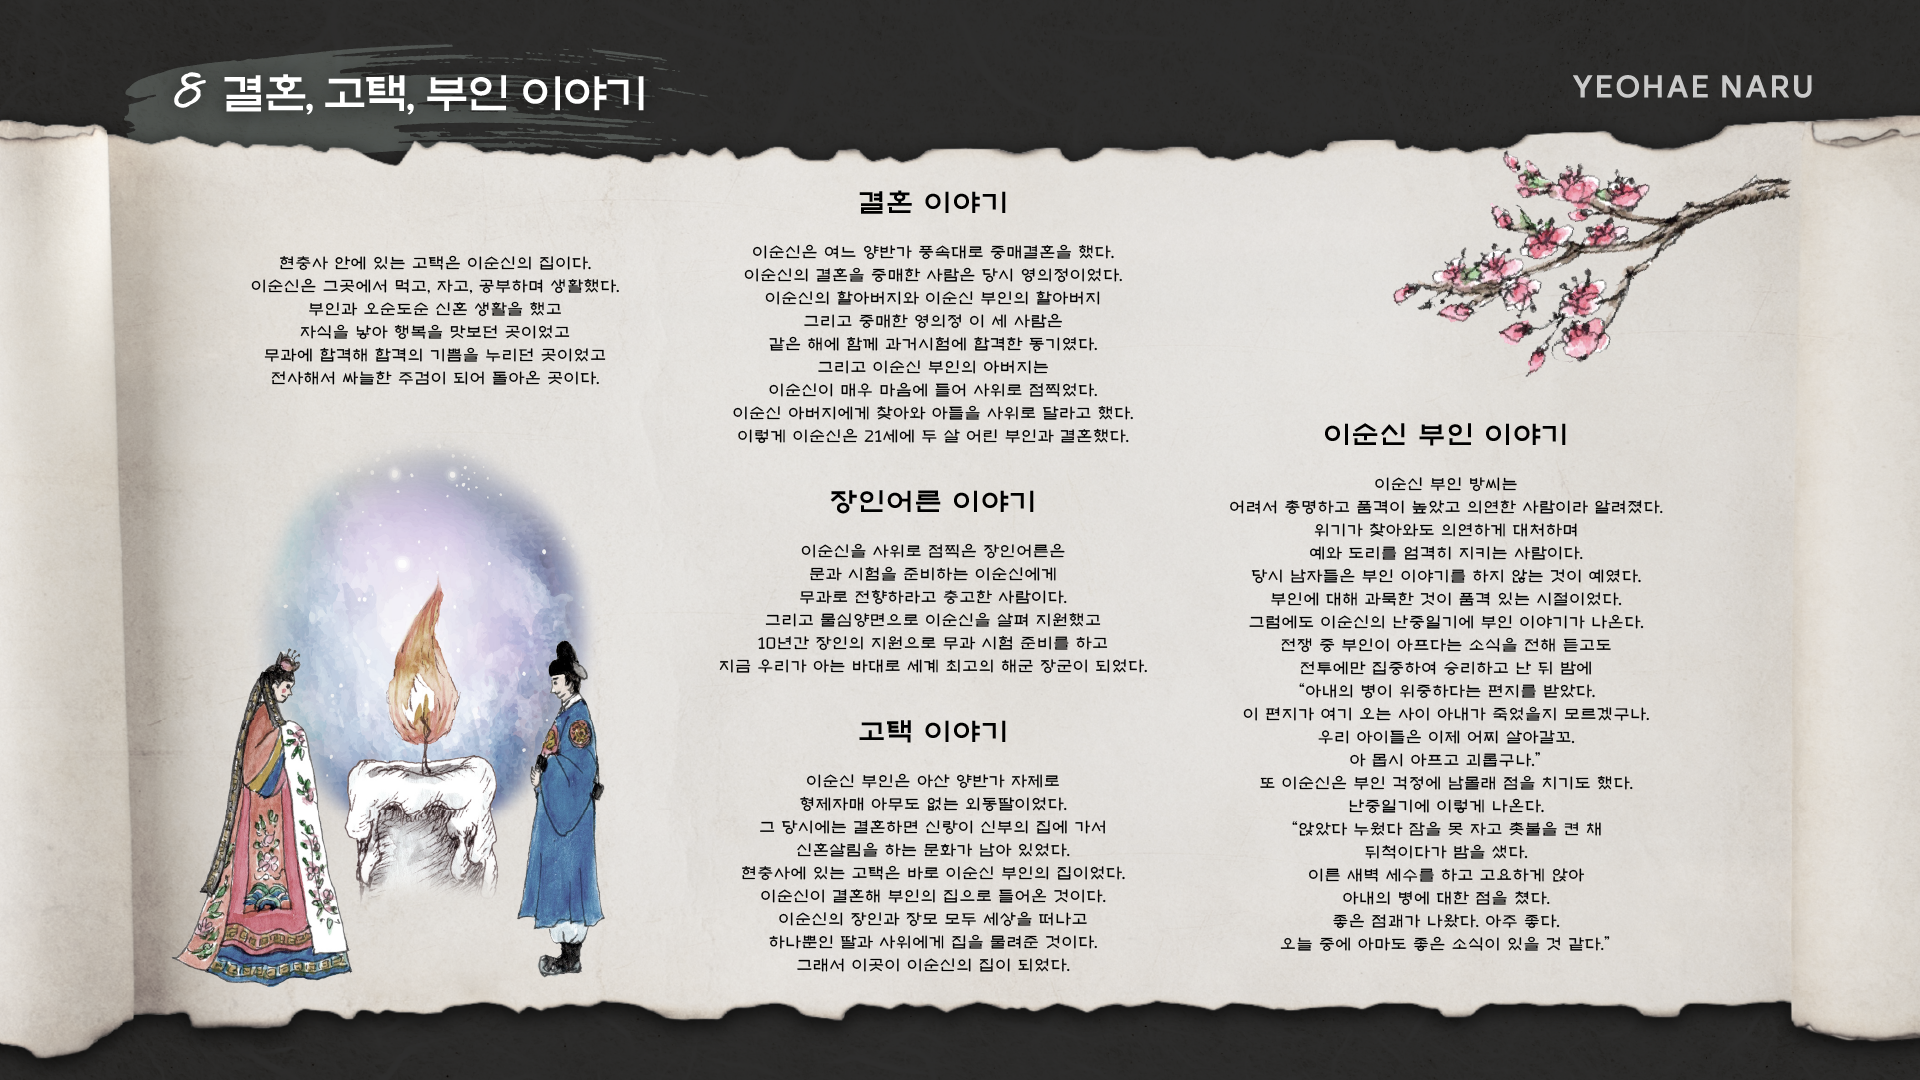 8 결혼, 고택, 부인 이야기
YEOHAE NARU
현충사 안에 있는 고택은 이순신의 집이다.
이순신은 그곳에서 먹고, 자고, 공부하며 생활했다.
부인과 오순도순 신혼 생활을 했고
자식을 낳아 행복을 맛보던 곳이었고
무과에 합격해 합격의 기쁨을 누리던 곳이었고
전사해서 싸늘한 주검이 되어 돌아온 곳이다.
결혼 이야기
이순신은 여느 양반가 풍속대로 중매결혼을 했다.
이순신의 결혼을 중매한 사람은 당시 영의정이었다.
이순신의 할아버지와 이순신 부인의 할아버지
그리고 중매한 영의정 이 세 사람은
같은 해에 함께 과거시험에 합격한 동기였다.
그리고 이순신 부인의 아버지는
이순신이 매우 마음에 들어 사위로 점찍었다.
이순신 아버지에게 찾아와 아들을 사위로 달라고 했다.
이렇게 이순신은 21세에 두 살 어린 부인과 결혼했다.
장인어른 이야기
이순신을 사위로 점찍은 장인어른은
문과 시험을 준비하는 이순신에게
무과로 전향하라고 충고한 사람이다.
그리고 물심양면으로 이순신을 살펴 지원했고
10년간 장인의 지원으로 무과 시험 준비를 하고
지금 우리가 아는 바대로 세계 최고의 해군 장군이 되었다.
고택 이야기
이순신 부인은 아산 양반가 자제로
형제자매 아무도 없는 외동딸이었다.
그 당시에는 결혼하면 신랑이 신부의 집에 가서
신혼살림을 하는 문화가 남아 있었다.
현충사에 있는 고택은 바로 이순신 부인의 집이었다.
이순신이 결혼해 부인의 집으로 들어온 것이다.
이순신의 장인과 장모 모두 세상을 떠나고
하나뿐인 딸과 사위에게 집을 물려준 것이다.
그래서 이곳이 이순신의 집이 되었다.
이순신 부인 이야기
이순신 부인 방씨는
어려서 총명하고 품격이 높았고 의연한 사람이라 알려졌다.
위기가 찾아와도 의연하게 대처하며
예와 도리를 엄격히 지키는 사람이다.
당시 남자들은 부인 이야기를 하지 않는 것이 예였다.
부인에 대해 과묵한 것이 품격 있는 시절이었다.
그럼에도 이순신의 난중일기에 부인 이야기가 나온다.
전쟁 중 부인이 아프다는 소식을 전해 듣고도
전투에만 집중하여 승리하고 난 뒤 밤에
“아내의 병이 위중하다는 편지를 받았다.
이 편지가 여기 오는 사이 아내가 죽었을지 모르겠구나.
우리 아이들은 이제 어찌 살아갈꼬.
아 몹시 아프고 괴롭구나.”
또 이순신은 부인 걱정에 남몰래 점을 치기도 했다.
난중일기에 이렇게 나온다.
“앉았다 누웠다 잠을 못 자고 촛불을 켠 채
뒤척이다가 밤을 샜다.
이른 새벽 세수를 하고 고요하게 앉아
아내의 병에 대한 점을 쳤다.
좋은 점괘가 나왔다. 아주 좋다.
오늘 중에 아마도 좋은 소식이 있을 것 같다.”